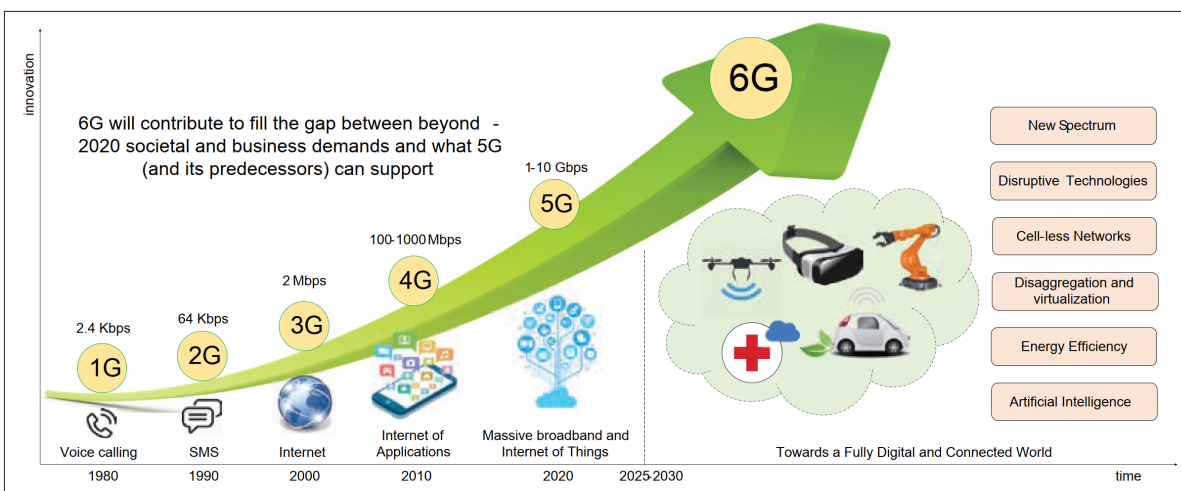 innovation
6G will contribute to fill the gap between beyond -
2020 societal and business demands and what 5G
(and its predecessors) can support
2.4 Kbps
1G
Voice calling
1980
64 Kbps
2G
SMS
1990
2 Mbps
3G
Internet
2000
100-1000 Mbps
4G
Internet of
Applications
2010
1-10 Gbps
5G
Massive broadband and
Internet of Things
2020
6G
2025-2030
Towards a Fully Digital and Connected World
time
New Spectrum
Disruptive Technologies
Cell-less Networks
Disaggregation and
virtualization
Energy Efficiency
Artificial Intelligence